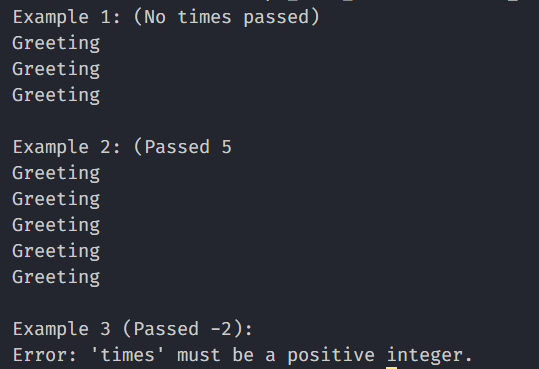 Example 1: (No times passed)
Greeting
Greeting
Greeting
Example 2: (Passed 5
Greeting
Greeting
Greeting
Greeting
Greeting
Example 3 (Passed -2):
Error: 'times' must be a positive integer.